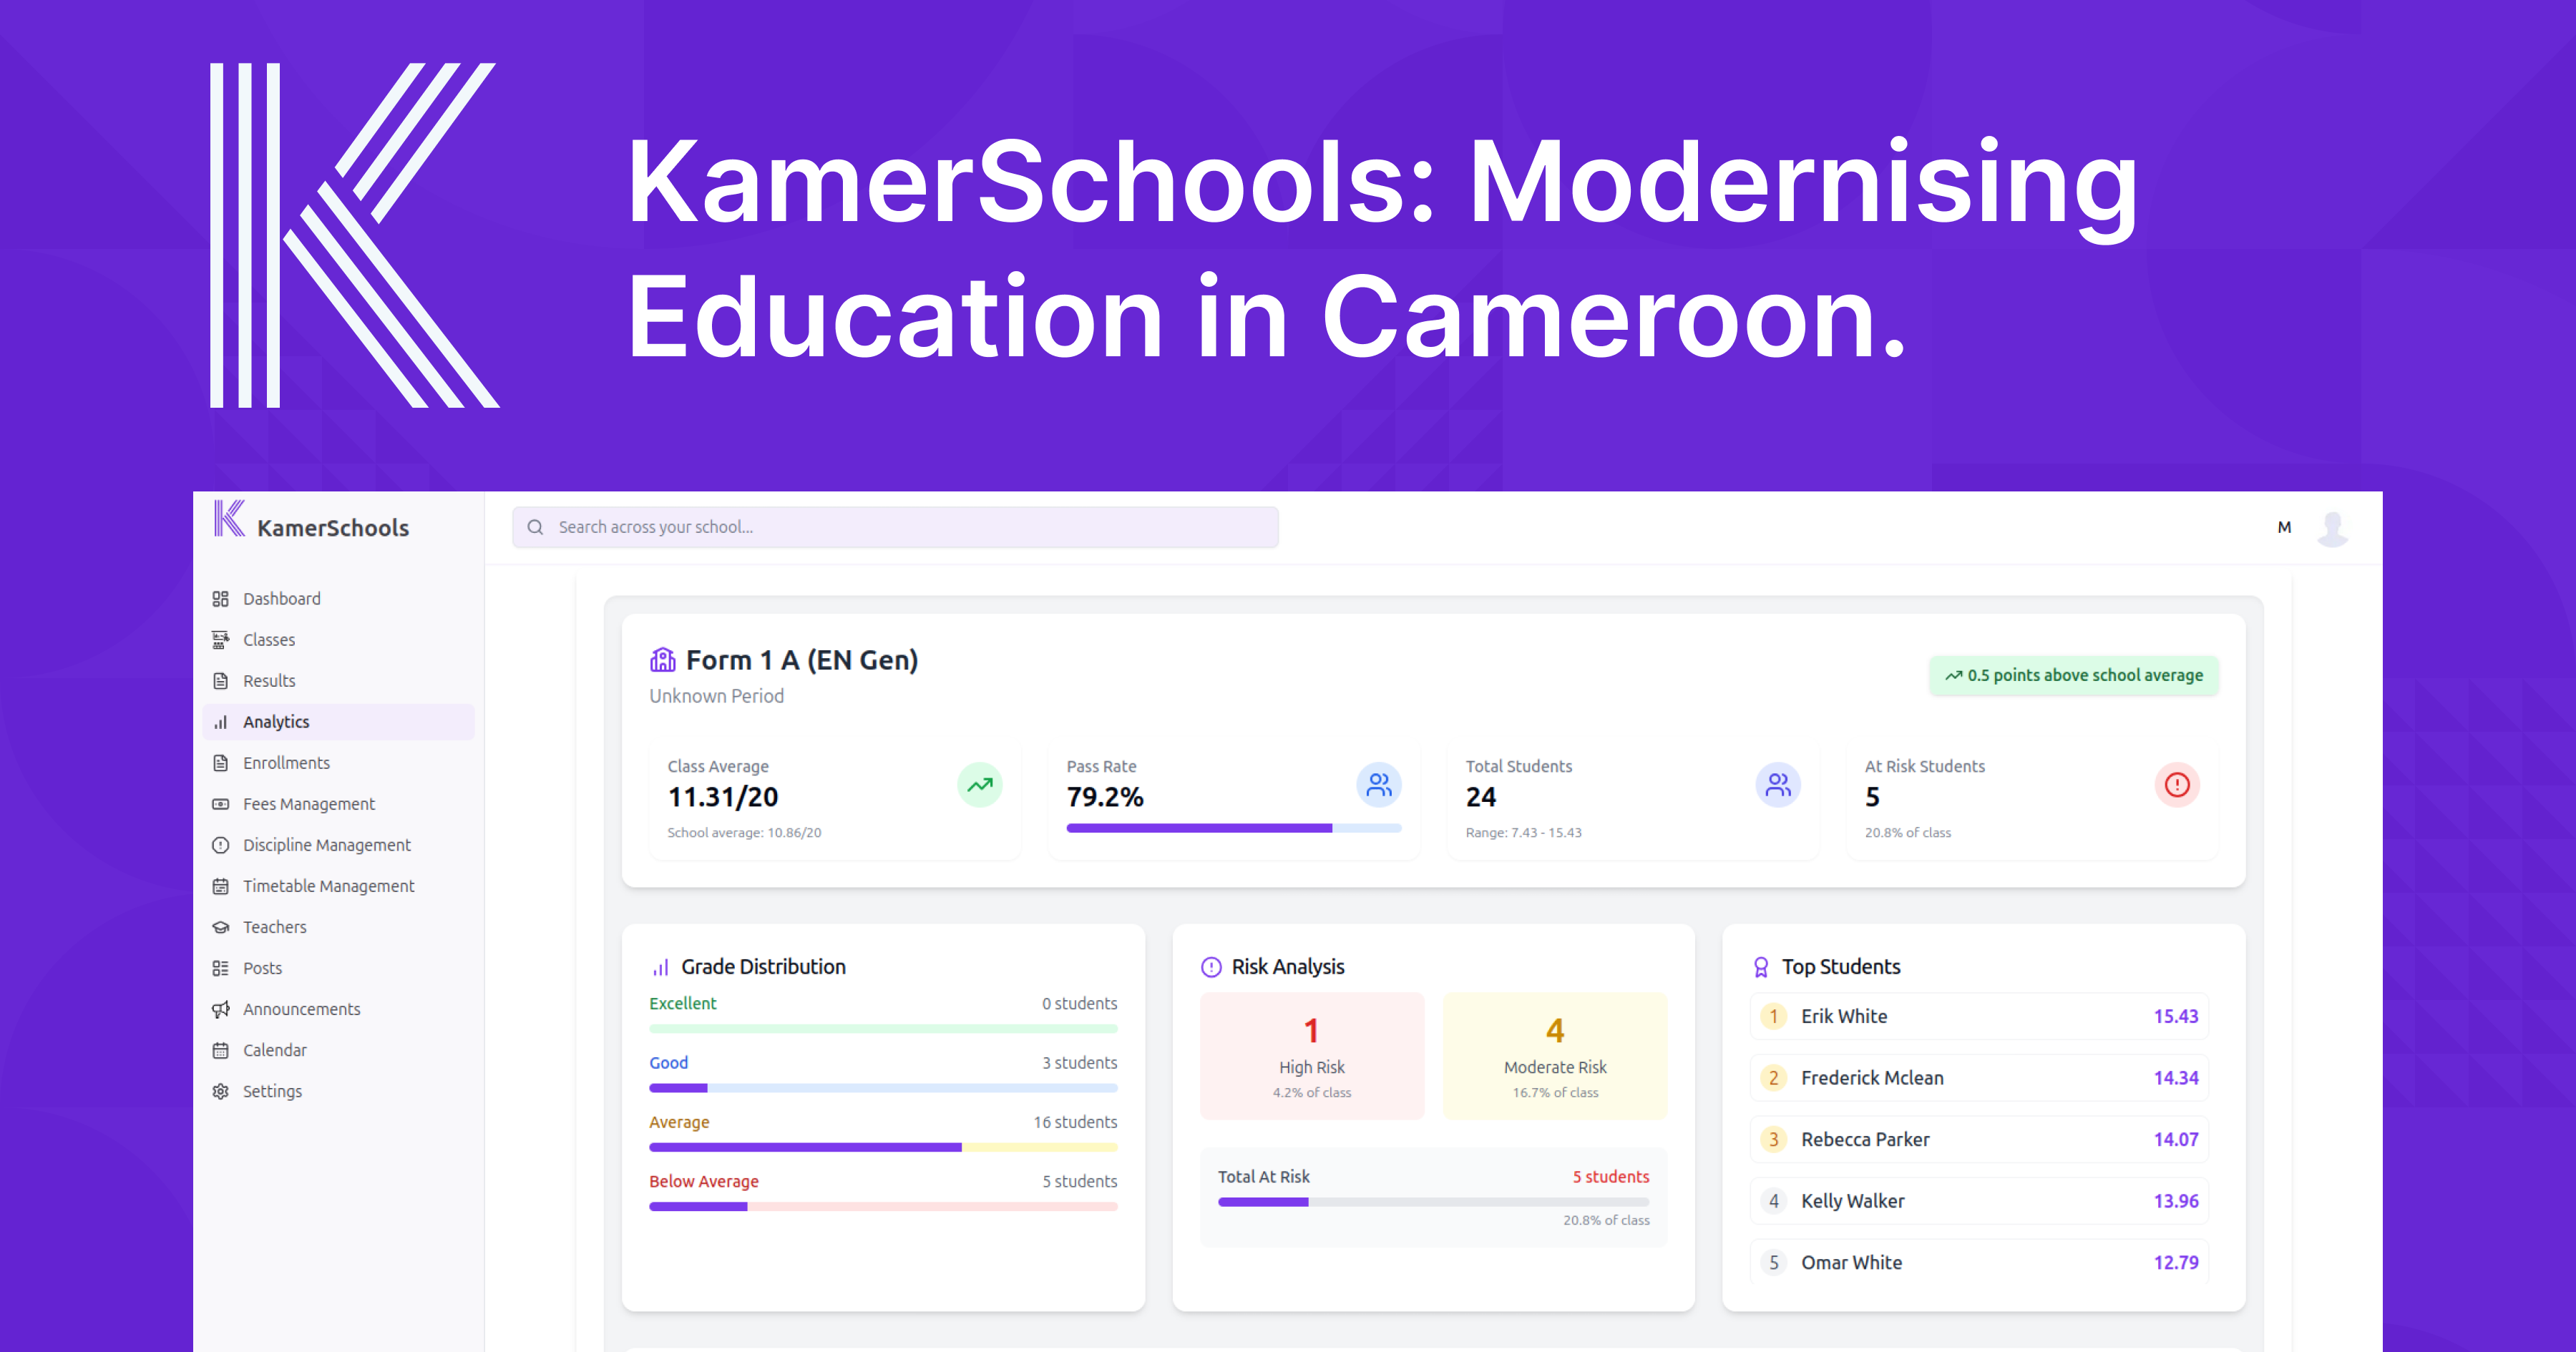 KamerSchools: Modernising
Education in Cameroon.
KamerSchools
Search across your school...
M
Dashboard
Classes
Results
Analytics
Enrollments
Fees Management
Discipline Management
Timetable Management
Teachers
Posts
Announcements
Calendar
Settings
Form 1 A (EN Gen)
Unknown Period
0.5 points above school average
Class Average
11.31/20
School average: 10.86/20
Pass Rate
79.2%
Total Students
24
Range: 7.43 - 15.43
At Risk Students
5
20.8% of class
Grade Distribution
Excellent 0 students
Good 3 students
Average 16 students
Below Average 5 students
Risk Analysis
1
High Risk
4.2% of class
4
Moderate Risk
16.7% of class
Total At Risk 5 students
20.8% of class
Top Students
1 Erik White 15.43
2 Frederick Mclean 14.34
3 Rebecca Parker 14.07
4 Kelly Walker 13.96
5 Omar White 12.79